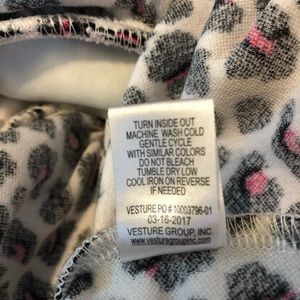 TURN INSIDE OUT
MACHINE WASH COLD
GENTLE CYCLE
WITH SIMILAR COLORS
DO NOT BLEACH
TUMBLE DRY LOW
COOL IRON ON REVERSE
IF NEEDED
VESTURE PO # 10003796-01
03-16-2017
VESTURE GROUP, INC.
www.vesturegroupinc.com